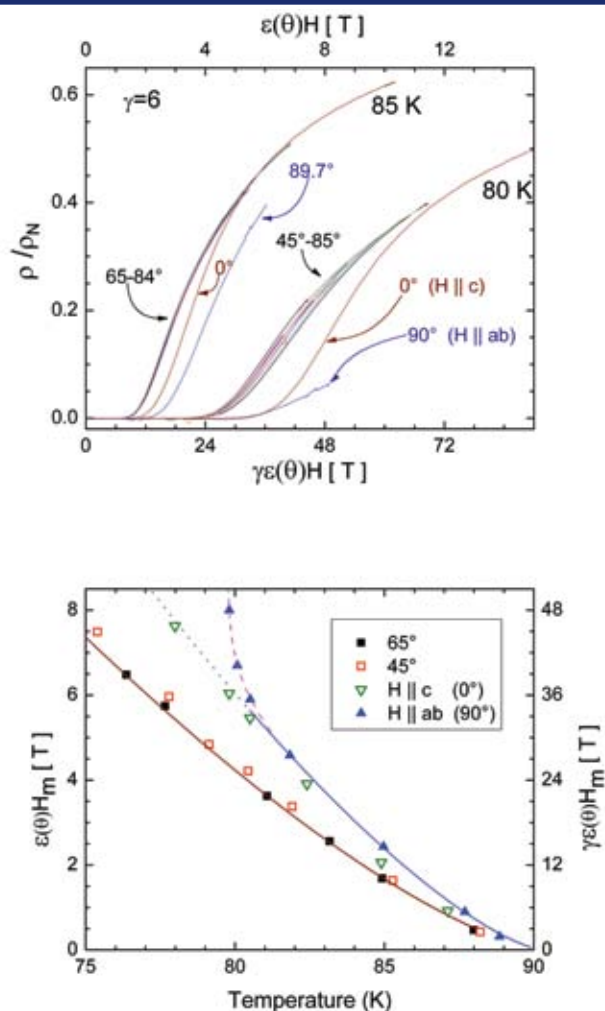 ε(θ)H [ T ]
0 4 8 12
0.6
0.4
0.2
0.0
ρ /ρN
γ=6
85 K
80 K
89.7°
45°-85°
65-84°
0°
0° (H || c)
90° (H || ab)
0 24 48 72
γε(θ)H [ T ]
8
6
4
2
0
ε(θ)Hm [ T ]
65°
45°
H || c (0°)
H || ab (90°)
48
36
24
12
0
γε(θ)Hm [ T ]
75 80 85 90
Temperature (K)